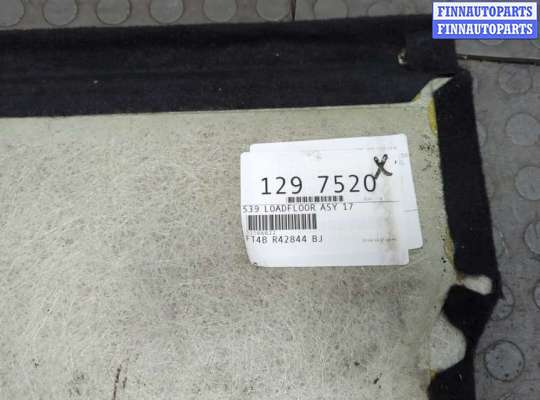 FINNAUTOPARTS
FINNAUTOPARTS
X
129 7520
539 LOADFLOOR ASY 17
FT4B R42844 BJ